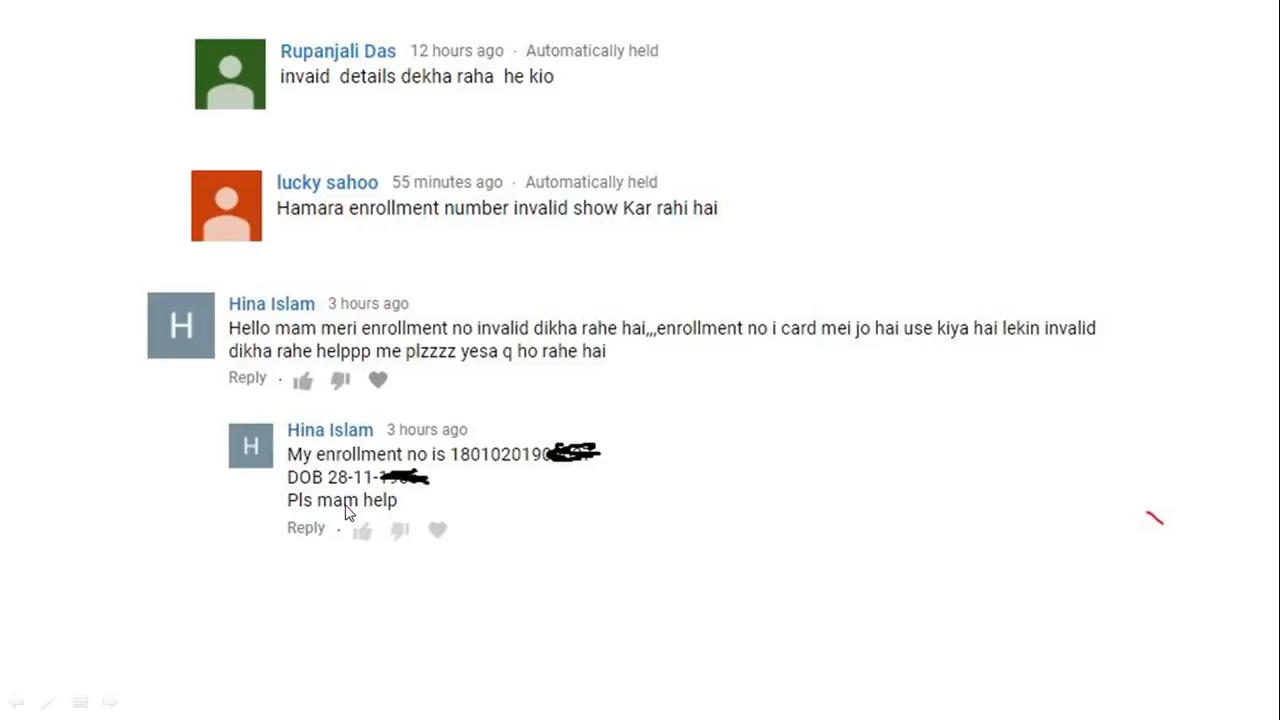 Rupanjali Das 12 hours ago · Automatically held
invaid details dekha raha he kio
lucky sahoo 55 minutes ago · Automatically held
Hamara enrollment number invalid show Kar rahi hai
H
Hina Islam 3 hours ago
Hello mam meri enrollment no invalid dikha rahe hai,,,enrollment no i card mei jo hai use kiya hai lekin invalid
dikha rahe helppp me plzzzz yesa q ho rahe hai
Reply ·
H
Hina Islam 3 hours ago
My enrollment no is 180102019
DOB 28-11-
Pls mam help
Reply ·